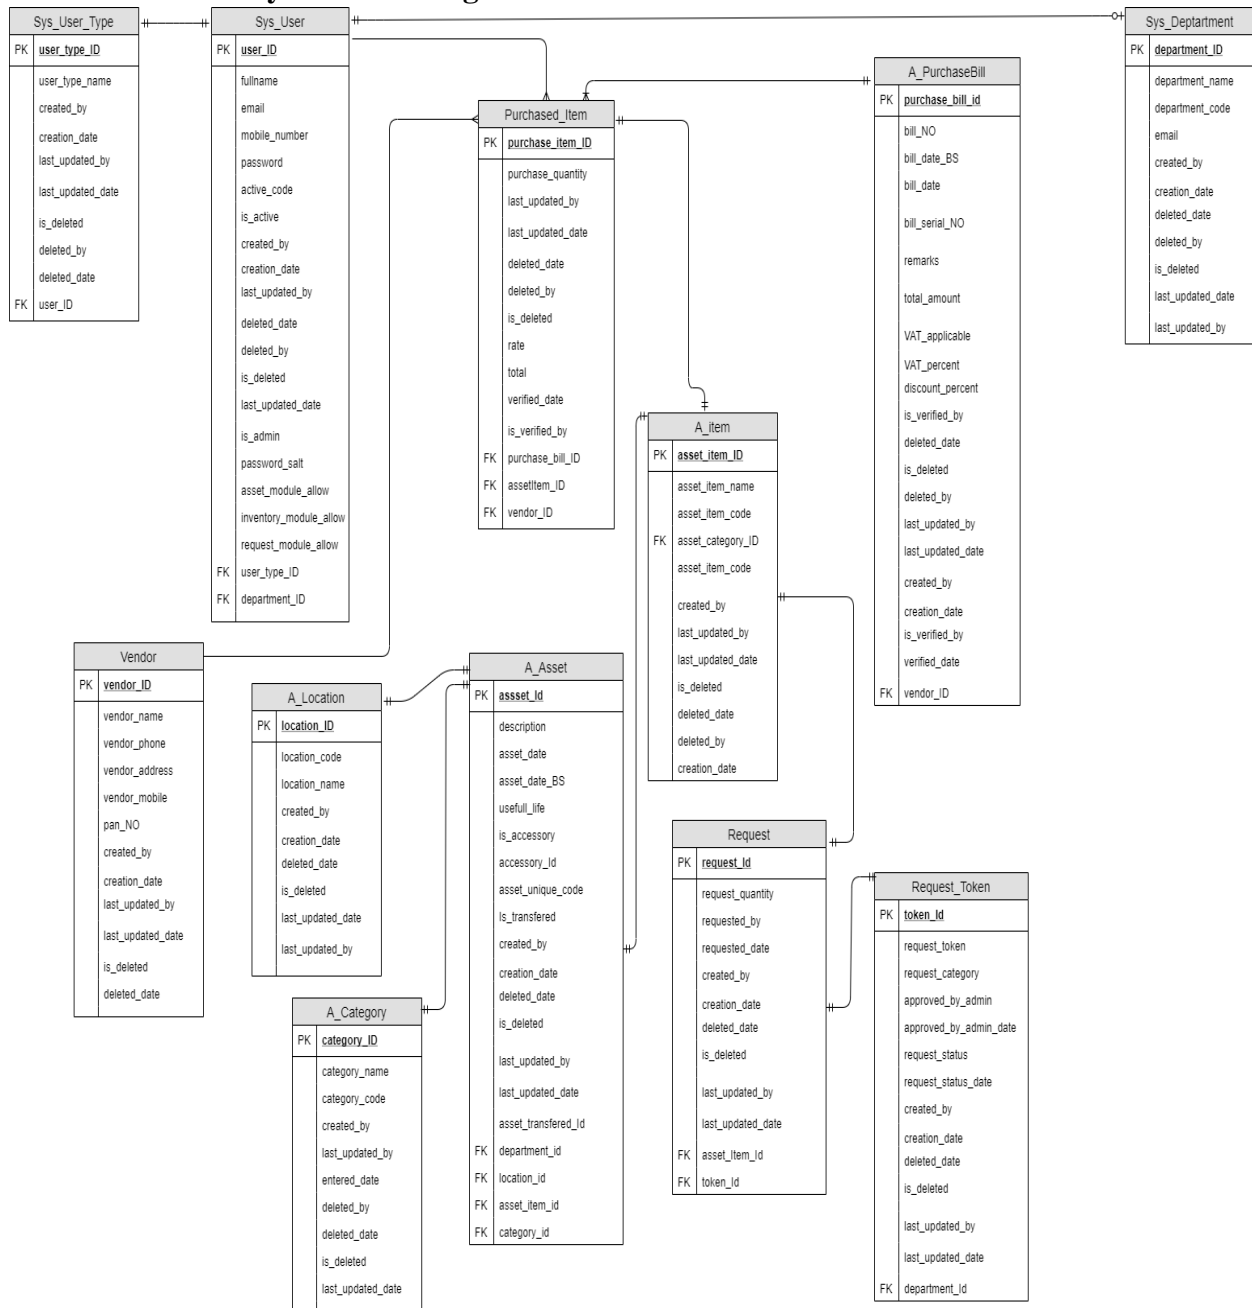 Sys_User_Type
PK user_type_ID
user_type_name
created_by
creation_date
last_updated_by
last_updated_date
is_deleted
deleted_by
deleted_date
FK user_ID
Sys_User
PK user_ID
fullname
email
mobile_number
password
active_code
is_active
created_by
creation_date
last_updated_by
deleted_date
deleted_by
is_deleted
last_updated_date
is_admin
password_salt
asset_module_allow
inventory_module_allow
request_module_allow
FK user_type_ID
FK department_ID
Purchased_Item
PK purchase_item_ID
purchase_quantity
last_updated_by
last_updated_date
deleted_date
deleted_by
is_deleted
rate
total
verified_date
is_verified_by
FK purchase_bill_ID
FK assetItem_ID
FK vendor_ID
A_PurchaseBill
PK purchase_bill_id
bill_NO
bill_date_BS
bill_date
bill_serial_NO
remarks
total_amount
VAT_applicable
VAT_percent
discount_percent
is_verified_by
deleted_date
is_deleted
deleted_by
last_updated_by
last_updated_date
created_by
creation_date
is_verified_by
verified_date
FK vendor_ID
Sys_Deptartment
PK department_ID
department_name
department_code
email
created_by
creation_date
deleted_date
deleted_by
is_deleted
last_updated_date
last_updated_by
A_item
PK asset_item_ID
asset_item_name
asset_item_code
FK asset_category_ID
asset_item_code
created_by
last_updated_by
last_updated_date
is_deleted
deleted_date
deleted_by
creation_date
Vendor
PK vendor_ID
vendor_name
vendor_phone
vendor_address
vendor_mobile
pan_NO
created_by
creation_date
last_updated_by
last_updated_date
is_deleted
deleted_date
A_Location
PK location_ID
location_code
location_name
created_by
creation_date
deleted_date
is_deleted
last_updated_date
last_updated_by
A_Asset
PK assset_Id
description
asset_date
asset_date_BS
usefull_life
is_accessory
accessory_Id
asset_unique_code
Is_transfered
created_by
creation_date
deleted_date
is_deleted
last_updated_by
last_updated_date
asset_transfered_Id
FK department_id
FK location_id
FK asset_item_id
FK category_id
A_Category
PK category_ID
category_name
category_code
created_by
last_updated_by
entered_date
deleted_by
deleted_date
is_deleted
last_updated_date
Request
PK request_Id
request_quantity
requested_by
requested_date
created_by
creation_date
deleted_date
is_deleted
last_updated_by
last_updated_date
FK asset_Item_Id
FK token_Id
Request_Token
PK token_Id
request_token
request_category
approved_by_admin
approved_by_admin_date
request_status
request_status_date
created_by
creation_date
deleted_date
is_deleted
last_updated_by
last_updated_date
FK department_Id